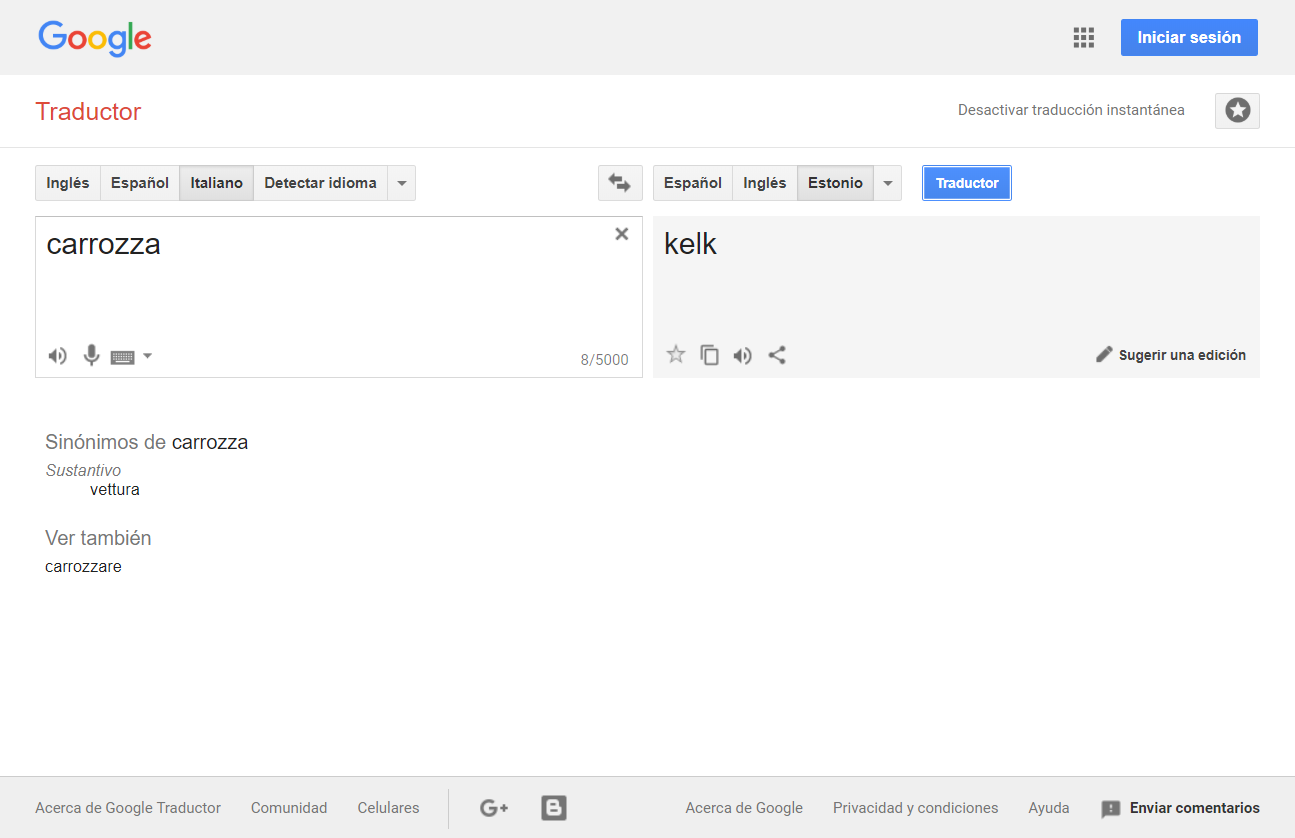 Google
Iniciar sesión
Traductor
Desactivar traducción instantánea
Inglés Español Italiano Detectar idioma
Español Inglés Estonio Traductor
carrozza
kelk
8/5000
Sugerir una edición
Sinónimos de carrozza
Sustantivo
vettura
Ver también
carrozzare
Acerca de Google Traductor Comunidad Celulares G+ B Acerca de Google Privacidad y condiciones Ayuda Enviar comentarios